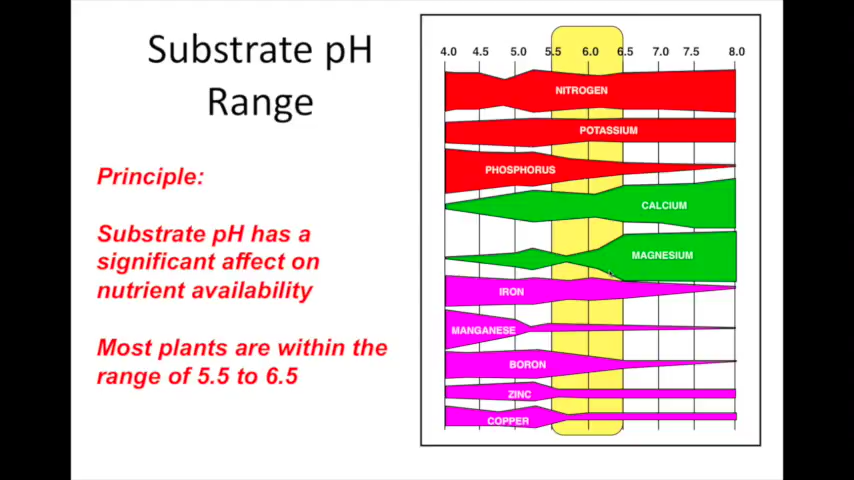 Substrate pH
Range
Principle:
Substrate pH has a
significant affect on
nutrient availability
Most plants are within the
range of 5.5 to 6.5
4.0 4.5 5.0 5.5 6.0 6.5 7.0 7.5 8.0
NITROGEN
POTASSIUM
PHOSPHORUS
CALCIUM
MAGNESIUM
IRON
MANGANESE
BORON
ZINC
COPPER